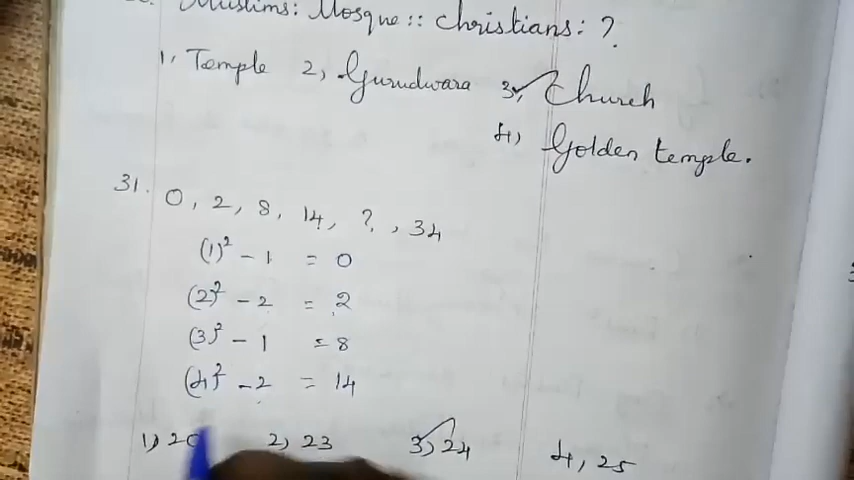 Muslims: Mosque :: Christians: ?
1, Temple 2, Gurudwara 3, Church
4, Golden temple.
31. 0, 2, 8, 14, ?, 34
(1)² - 1 = 0
(2)² - 2 = 2
(3)² - 1 = 8
(4)² - 2 = 14
1, 20 2, 23 3, 24 4, 25